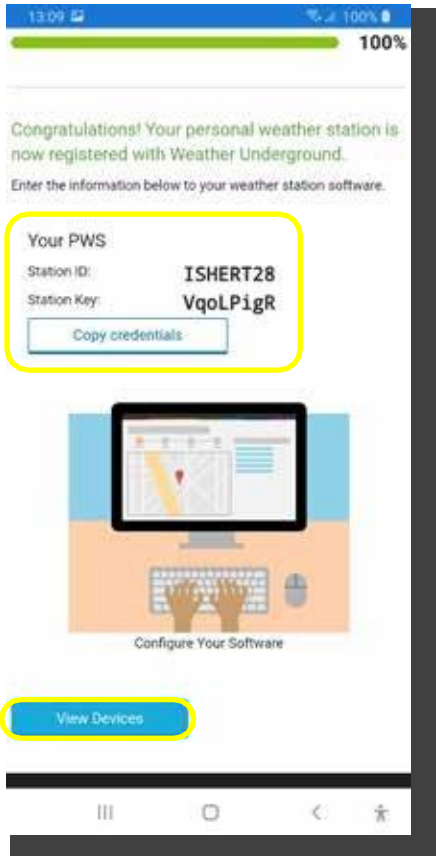 13:09 100%
100%
Congratulations! Your personal weather station is
now registered with Weather Underground.
Enter the information below to your weather station software.
Your PWS
Station ID: ISHERT28
Station Key: VqoLPigR
Copy credentials
Configure Your Software
View Devices